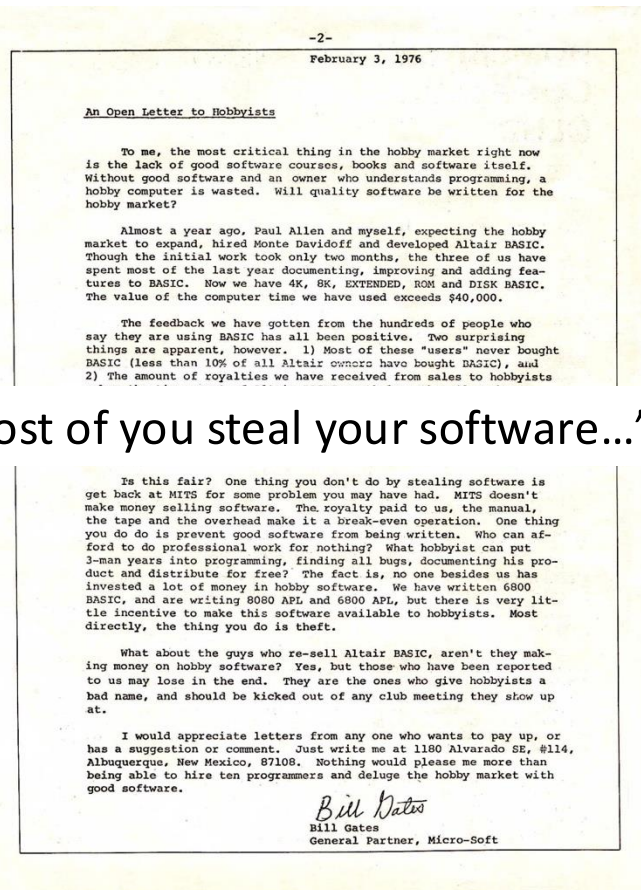 -2-
February 3, 1976
An Open Letter to Hobbyists
To me, the most critical thing in the hobby market right now
is the lack of good software courses, books and software itself.
Without good software and an owner who understands programming, a
hobby computer is wasted. Will quality software be written for the
hobby market?
Almost a year ago, Paul Allen and myself, expecting the hobby
market to expand, hired Monte Davidoff and developed Altair BASIC.
Though the initial work took only two months, the three of us have
spent most of the last year documenting, improving and adding fea-
tures to BASIC. Now we have 4K, 8K, EXTENDED, ROM and DISK BASIC.
The value of the computer time we have used exceeds $40,000.
The feedback we have gotten from the hundreds of people who
say they are using BASIC has all been positive. Two surprising
things are apparent, however. 1) Most of these "users" never bought
BASIC (less than 10% of all Altair owners have bought BASIC), and
2) The amount of royalties we have received from sales to hobbyists
ost of you steal your software…”
Is this fair? One thing you don't do by stealing software is
get back at MITS for some problem you may have had. MITS doesn't
make money selling software. The royalty paid to us, the manual,
the tape and the overhead make it a break-even operation. One thing
you do do is prevent good software from being written. Who can af-
ford to do professional work for nothing? What hobbyist can put
3-man years into programming, finding all bugs, documenting his pro-
duct and distribute for free? The fact is, no one besides us has
invested a lot of money in hobby software. We have written 6800
BASIC, and are writing 8080 APL and 6800 APL, but there is very lit-
tle incentive to make this software available to hobbyists. Most
directly, the thing you do is theft.
What about the guys who re-sell Altair BASIC, aren't they mak-
ing money on hobby software? Yes, but those who have been reported
to us may lose in the end. They are the ones who give hobbyists a
bad name, and should be kicked out of any club meeting they show up
at.
I would appreciate letters from any one who wants to pay up, or
has a suggestion or comment. Just write me at 1180 Alvarado SE, #114,
Albuquerque, New Mexico, 87108. Nothing would please me more than
being able to hire ten programmers and deluge the hobby market with
good software.
Bill Gates
Bill Gates
General Partner, Micro-Soft